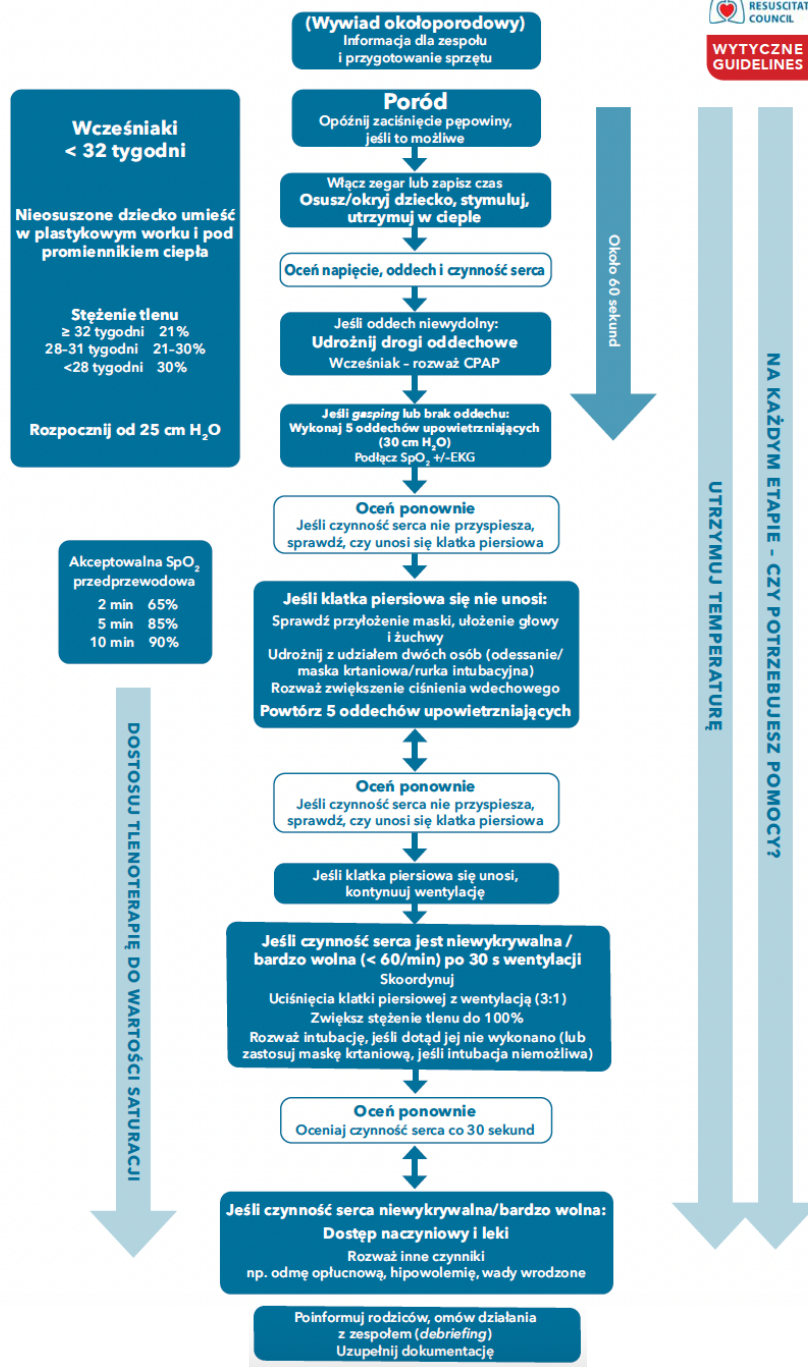 RESUSCITAT
COUNCIL
WYTYCZNE
GUIDELINES
(Wywiad okołoporodowy)
Informacja dla zespołu
i przygotowanie sprzętu
Wcześniaki
< 32 tygodni
Nieosuszone dziecko umieść
w plastykowym worku i pod
promiennikiem ciepła
Stężenie tlenu
≥ 32 tygodni 21%
28–31 tygodni 21–30%
<28 tygodni 30%
Rozpocznij od 25 cm H₂O
Poród
Opóźnij zaciśnięcie pępowiny,
jeśli to możliwe
Włącz zegar lub zapisz czas
Osusz/okryj dziecko, stymuluj,
utrzymuj w cieple
Oceń napięcie, oddech i czynność serca
Jeśli oddech niewydolny:
Udrożnij drogi oddechowe
Wcześniak – rozważ CPAP
Jeśli gasping lub brak oddechu:
Wykonaj 5 oddechów upowietrzniających
(30 cm H₂O)
Podłącz SpO₂ +/–EKG
Około 60 sekund
Oceń ponownie
Jeśli czynność serca nie przyspiesza,
sprawdź, czy unosi się klatka piersiowa
Akceptowalna SpO₂
przedprzewodowa
2 min 65%
5 min 85%
10 min 90%
Jeśli klatka piersiowa się nie unosi:
Sprawdź przyłożenie maski, ułożenie głowy
i żuchwy
Udrożnij z udziałem dwóch osób (odessanie/
maska krtaniowa/rurka intubacyjna)
Rozważ zwiększenie ciśnienia wdechowego
Powtórz 5 oddechów upowietrzniających
Oceń ponownie
Jeśli czynność serca nie przyspiesza,
sprawdź, czy unosi się klatka piersiowa
Jeśli klatka piersiowa się unosi,
kontynuuj wentylację
Jeśli czynność serca jest niewykrywalna /
bardzo wolna (< 60/min) po 30 s wentylacji
Skoordynuj
Uciśnięcia klatki piersiowej z wentylacją (3:1)
Zwiększ stężenie tlenu do 100%
Rozważ intubację, jeśli dotąd jej nie wykonano (lub
zastosuj maskę krtaniową, jeśli intubacja niemożliwa)
Oceń ponownie
Oceniaj czynność serca co 30 sekund
Jeśli czynność serca niewykrywalna/bardzo wolna:
Dostęp naczyniowy i leki
Rozważ inne czynniki
np. odmę opłucnową, hipowolemię, wady wrodzone
Poinformuj rodziców, omów działania
z zespołem (debriefing)
Uzupełnij dokumentację
DOSTOSUJ TLENOTERAPIĘ DO WARTOŚCI SATURACJI
UTRZYMUJ TEMPERATURĘ
NA KAŻDYM ETAPIE – CZY POTRZEBUJESZ POMOCY?